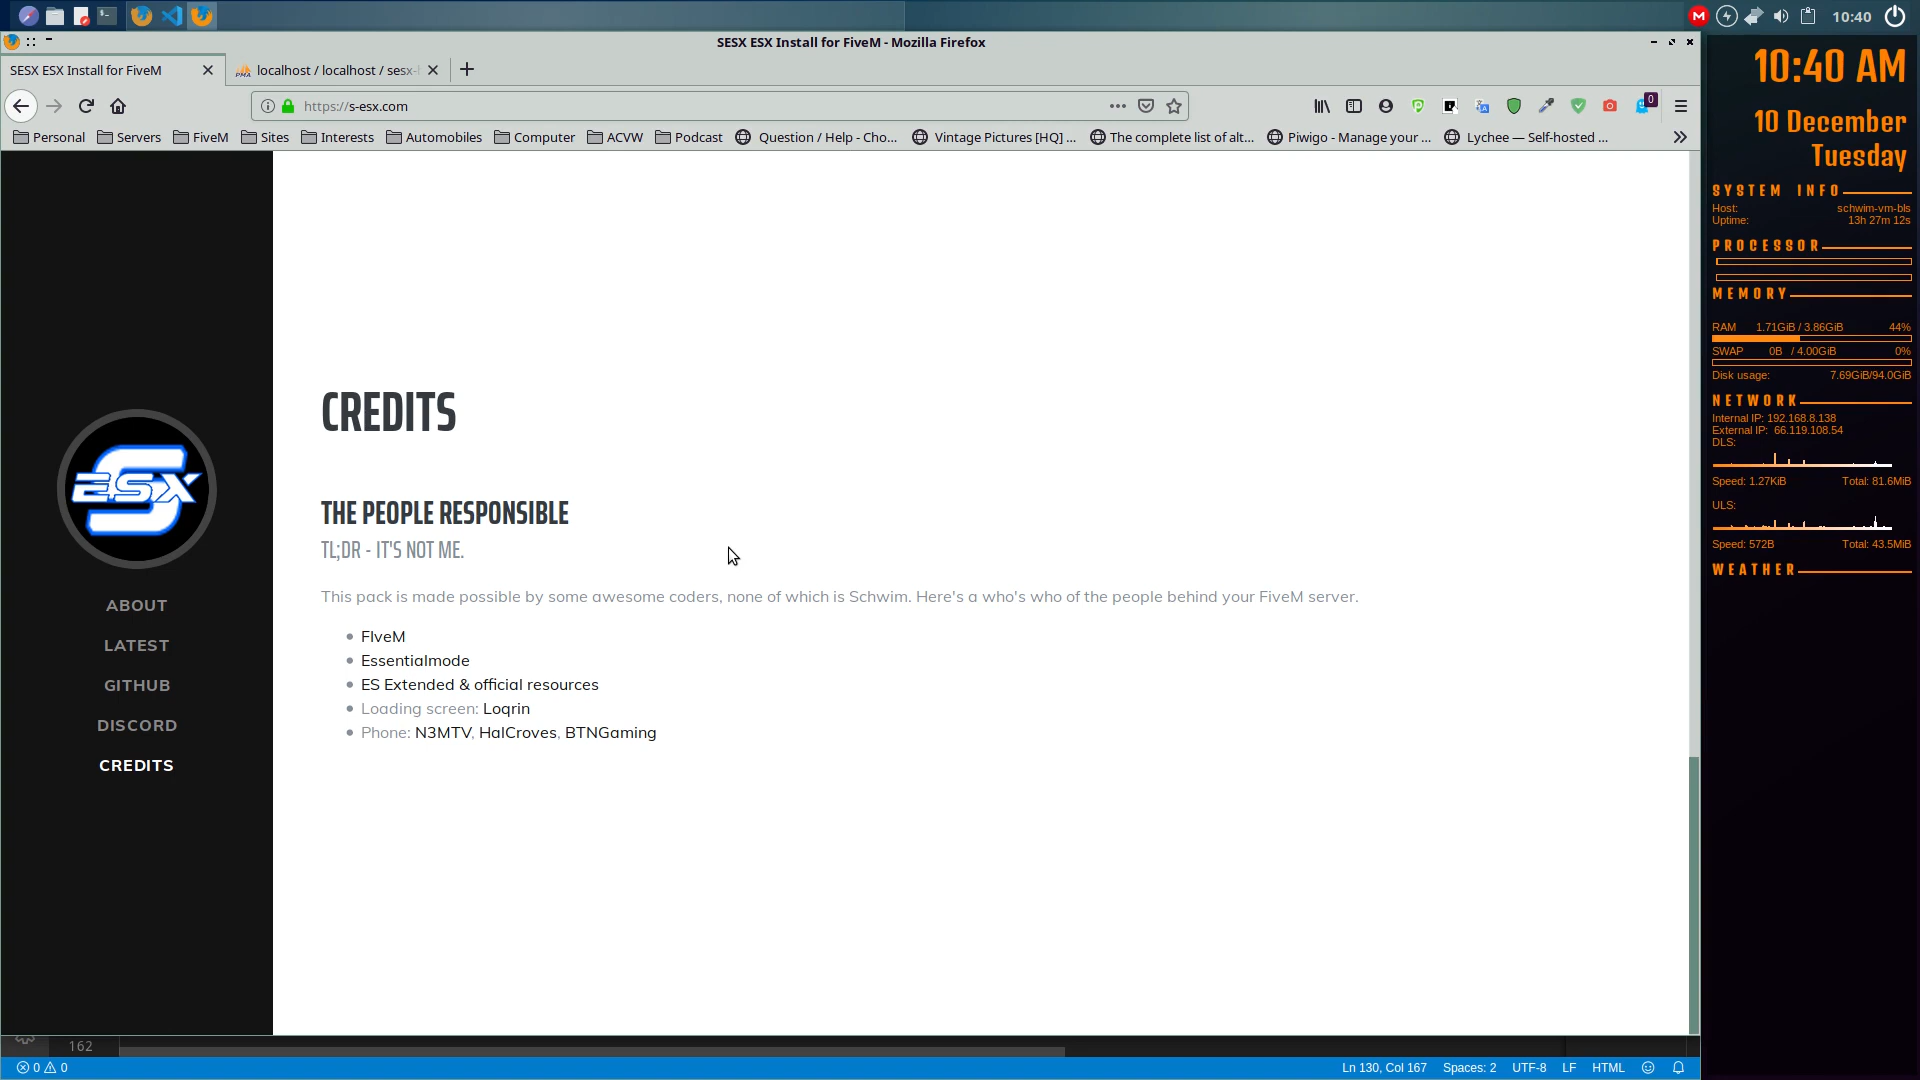 10:40
SESX ESX Install for FiveM - Mozilla Firefox
SESX ESX Install for FiveM
localhost / localhost / sesx-
https://s-esx.com
0
Personal Servers FiveM Sites Interests Automobiles Computer ACVW Podcast Question / Help - Cho... Vintage Pictures [HQ] ... The complete list of alt... Piwigo - Manage your ... Lychee — Self-hosted ...
ESX
ABOUT
LATEST
GITHUB
DISCORD
CREDITS
CREDITS
THE PEOPLE RESPONSIBLE
TL;DR - IT'S NOT ME.
This pack is made possible by some awesome coders, none of which is Schwim. Here's a who's who of the people behind your FiveM server.
FIveM
Essentialmode
ES Extended & official resources
Loading screen: Loqrin
Phone: N3MTV, HalCroves, BTNGaming
162
0 0
Ln 130, Col 167 Spaces: 2 UTF-8 LF HTML
10:40 AM
10 December
Tuesday
SYSTEM INFO
Host: schwim-vm-bls
Uptime: 13h 27m 12s
PROCESSOR
MEMORY
RAM 1.71GiB / 3.86GiB 44%
SWAP 0B / 4.00GiB 0%
Disk usage: 7.69GiB/94.0GiB
NETWORK
Internal IP: 192.168.8.138
External IP: 66.119.108.54
DLS:
Speed: 1.27KiB Total: 81.6MiB
ULS:
Speed: 572B Total: 43.5MiB
WEATHER